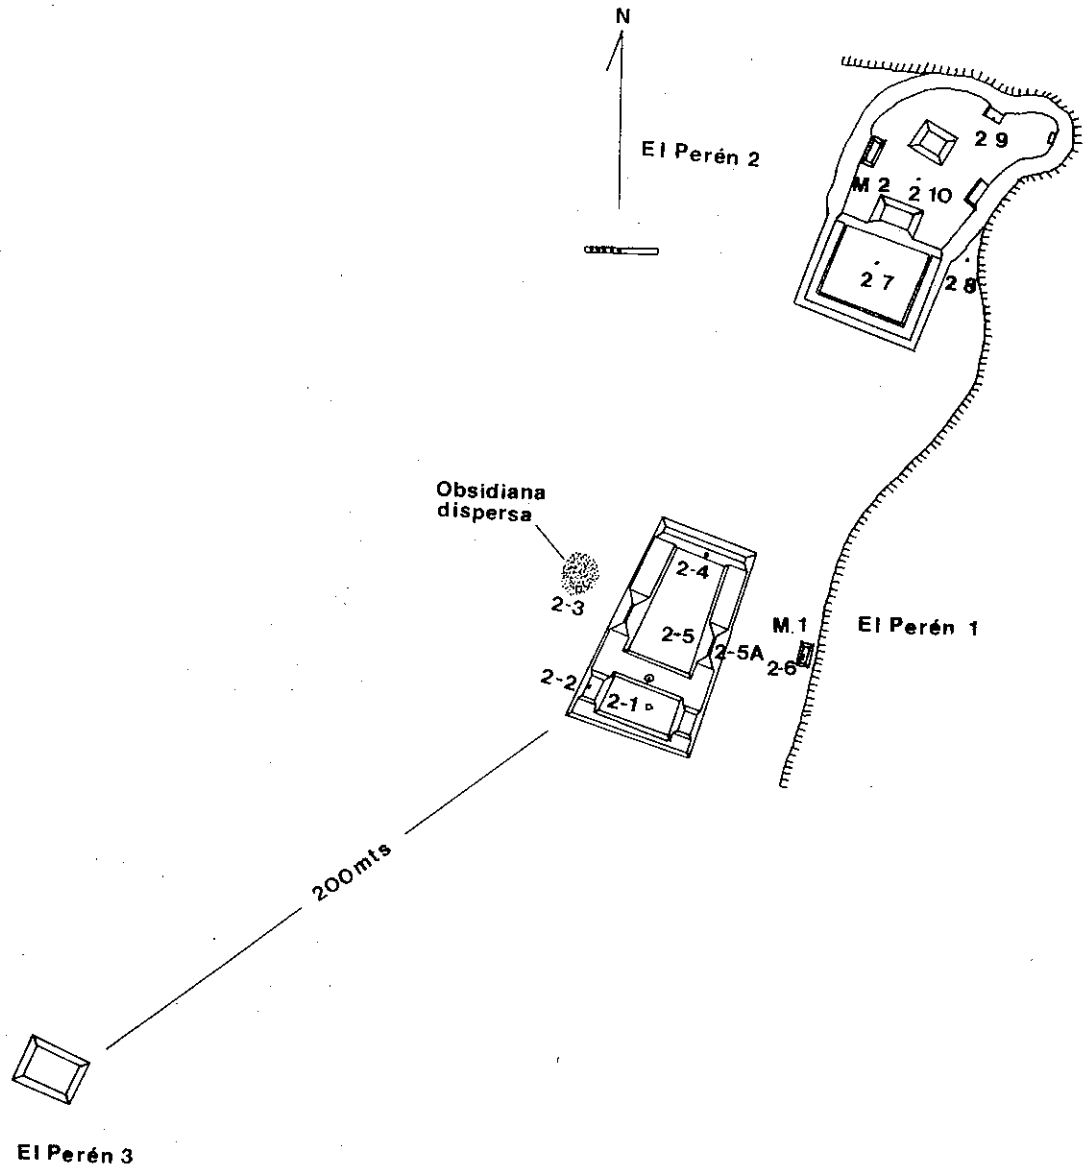 N
El Perén 2
2 9
M 2
2 10
2 7
2 8
Obsidiana
dispersa
2-4
2-3
2-5
M.1
El Perén 1
2-5A
2-6
2-2
2-1
200mts
El Perén 3